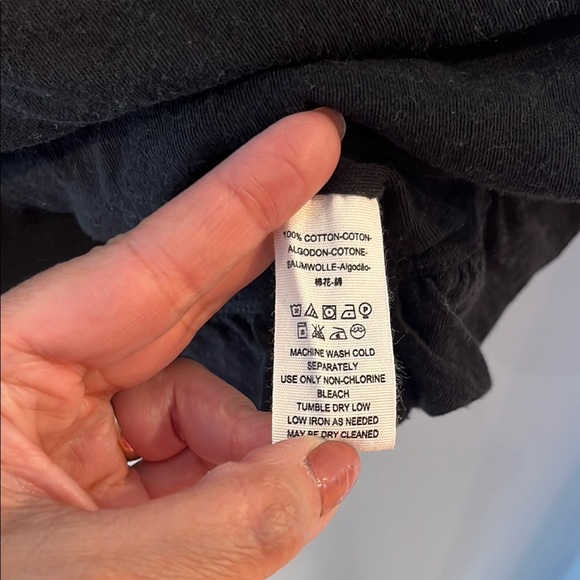 100% COTTON-COTON-
ALGODON-COTONE-
BAUMWOLLE-Algodão-
棉花-綿
MACHINE WASH COLD
SEPARATELY
USE ONLY NON-CHLORINE
BLEACH
TUMBLE DRY LOW
LOW IRON AS NEEDED
MAY BE DRY CLEANED